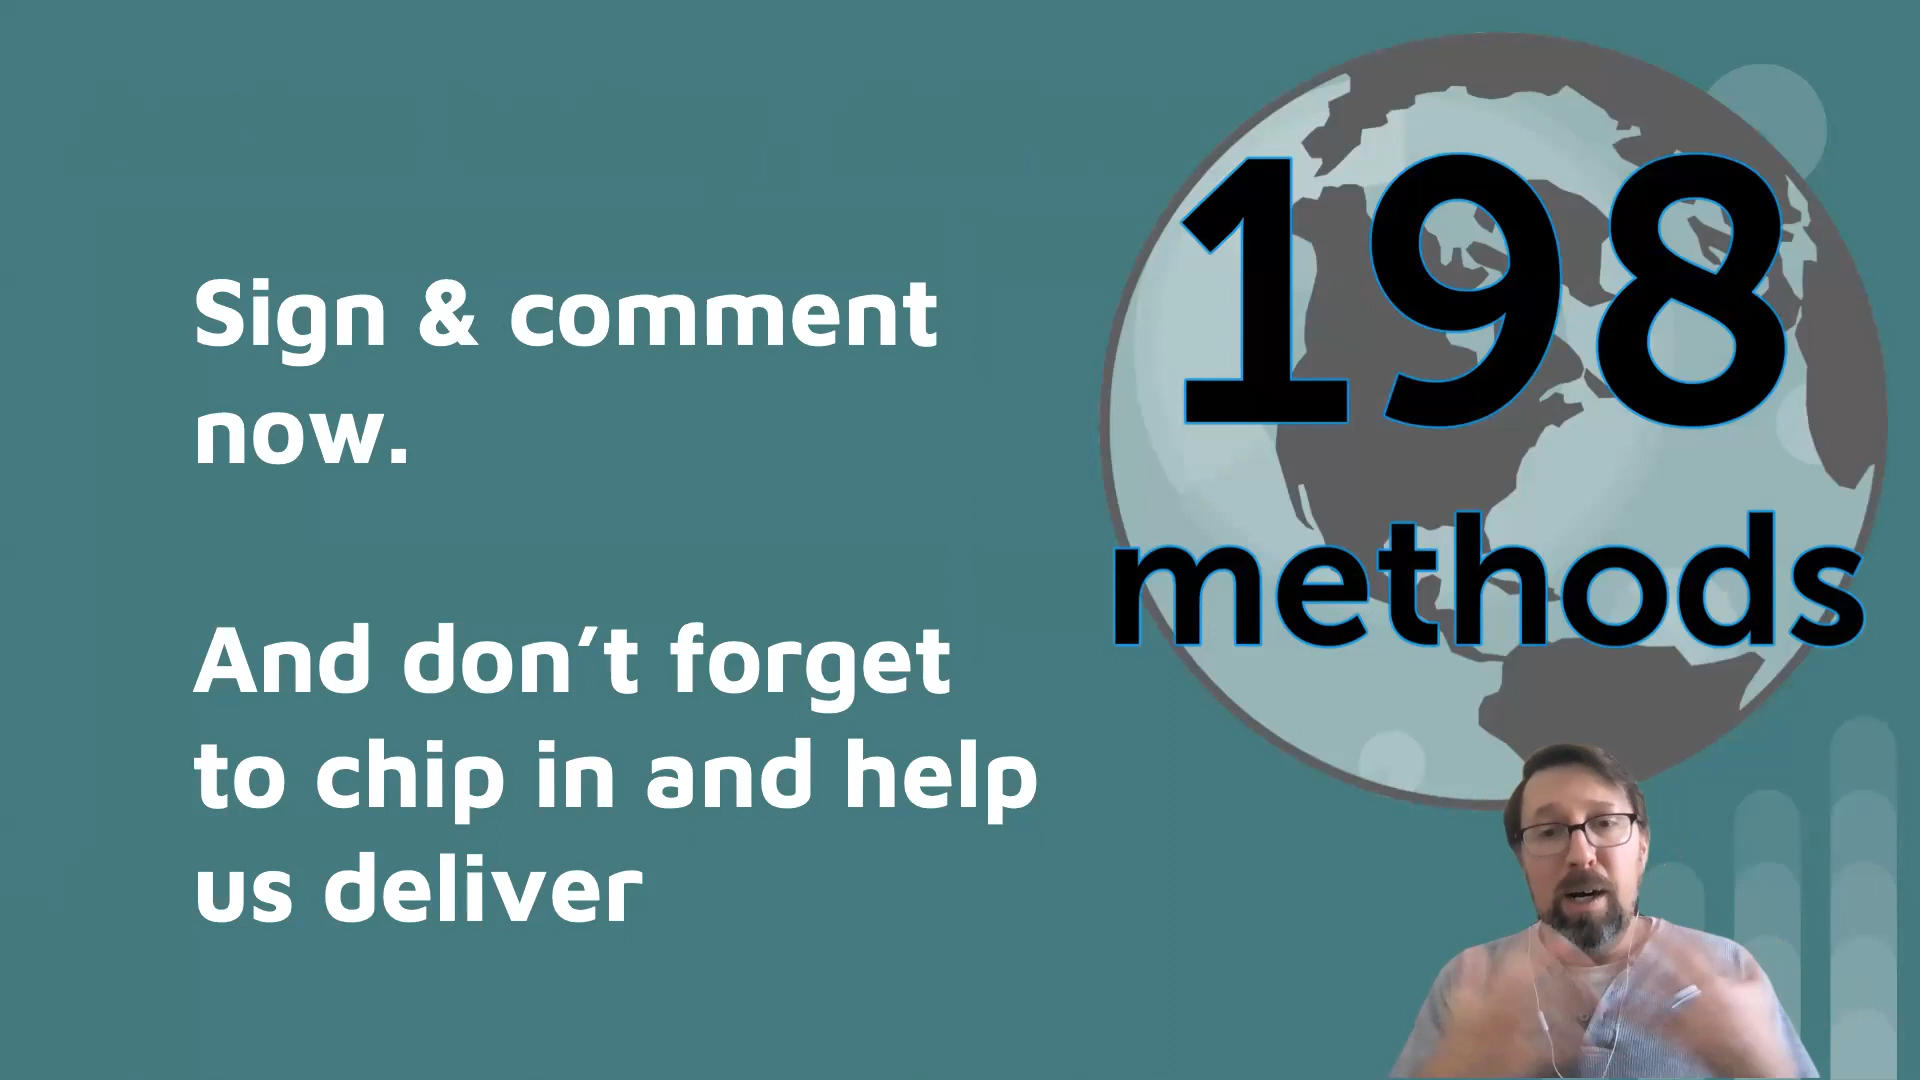 Sign & comment
now.
And don’t forget
to chip in and help
us deliver
198
methods